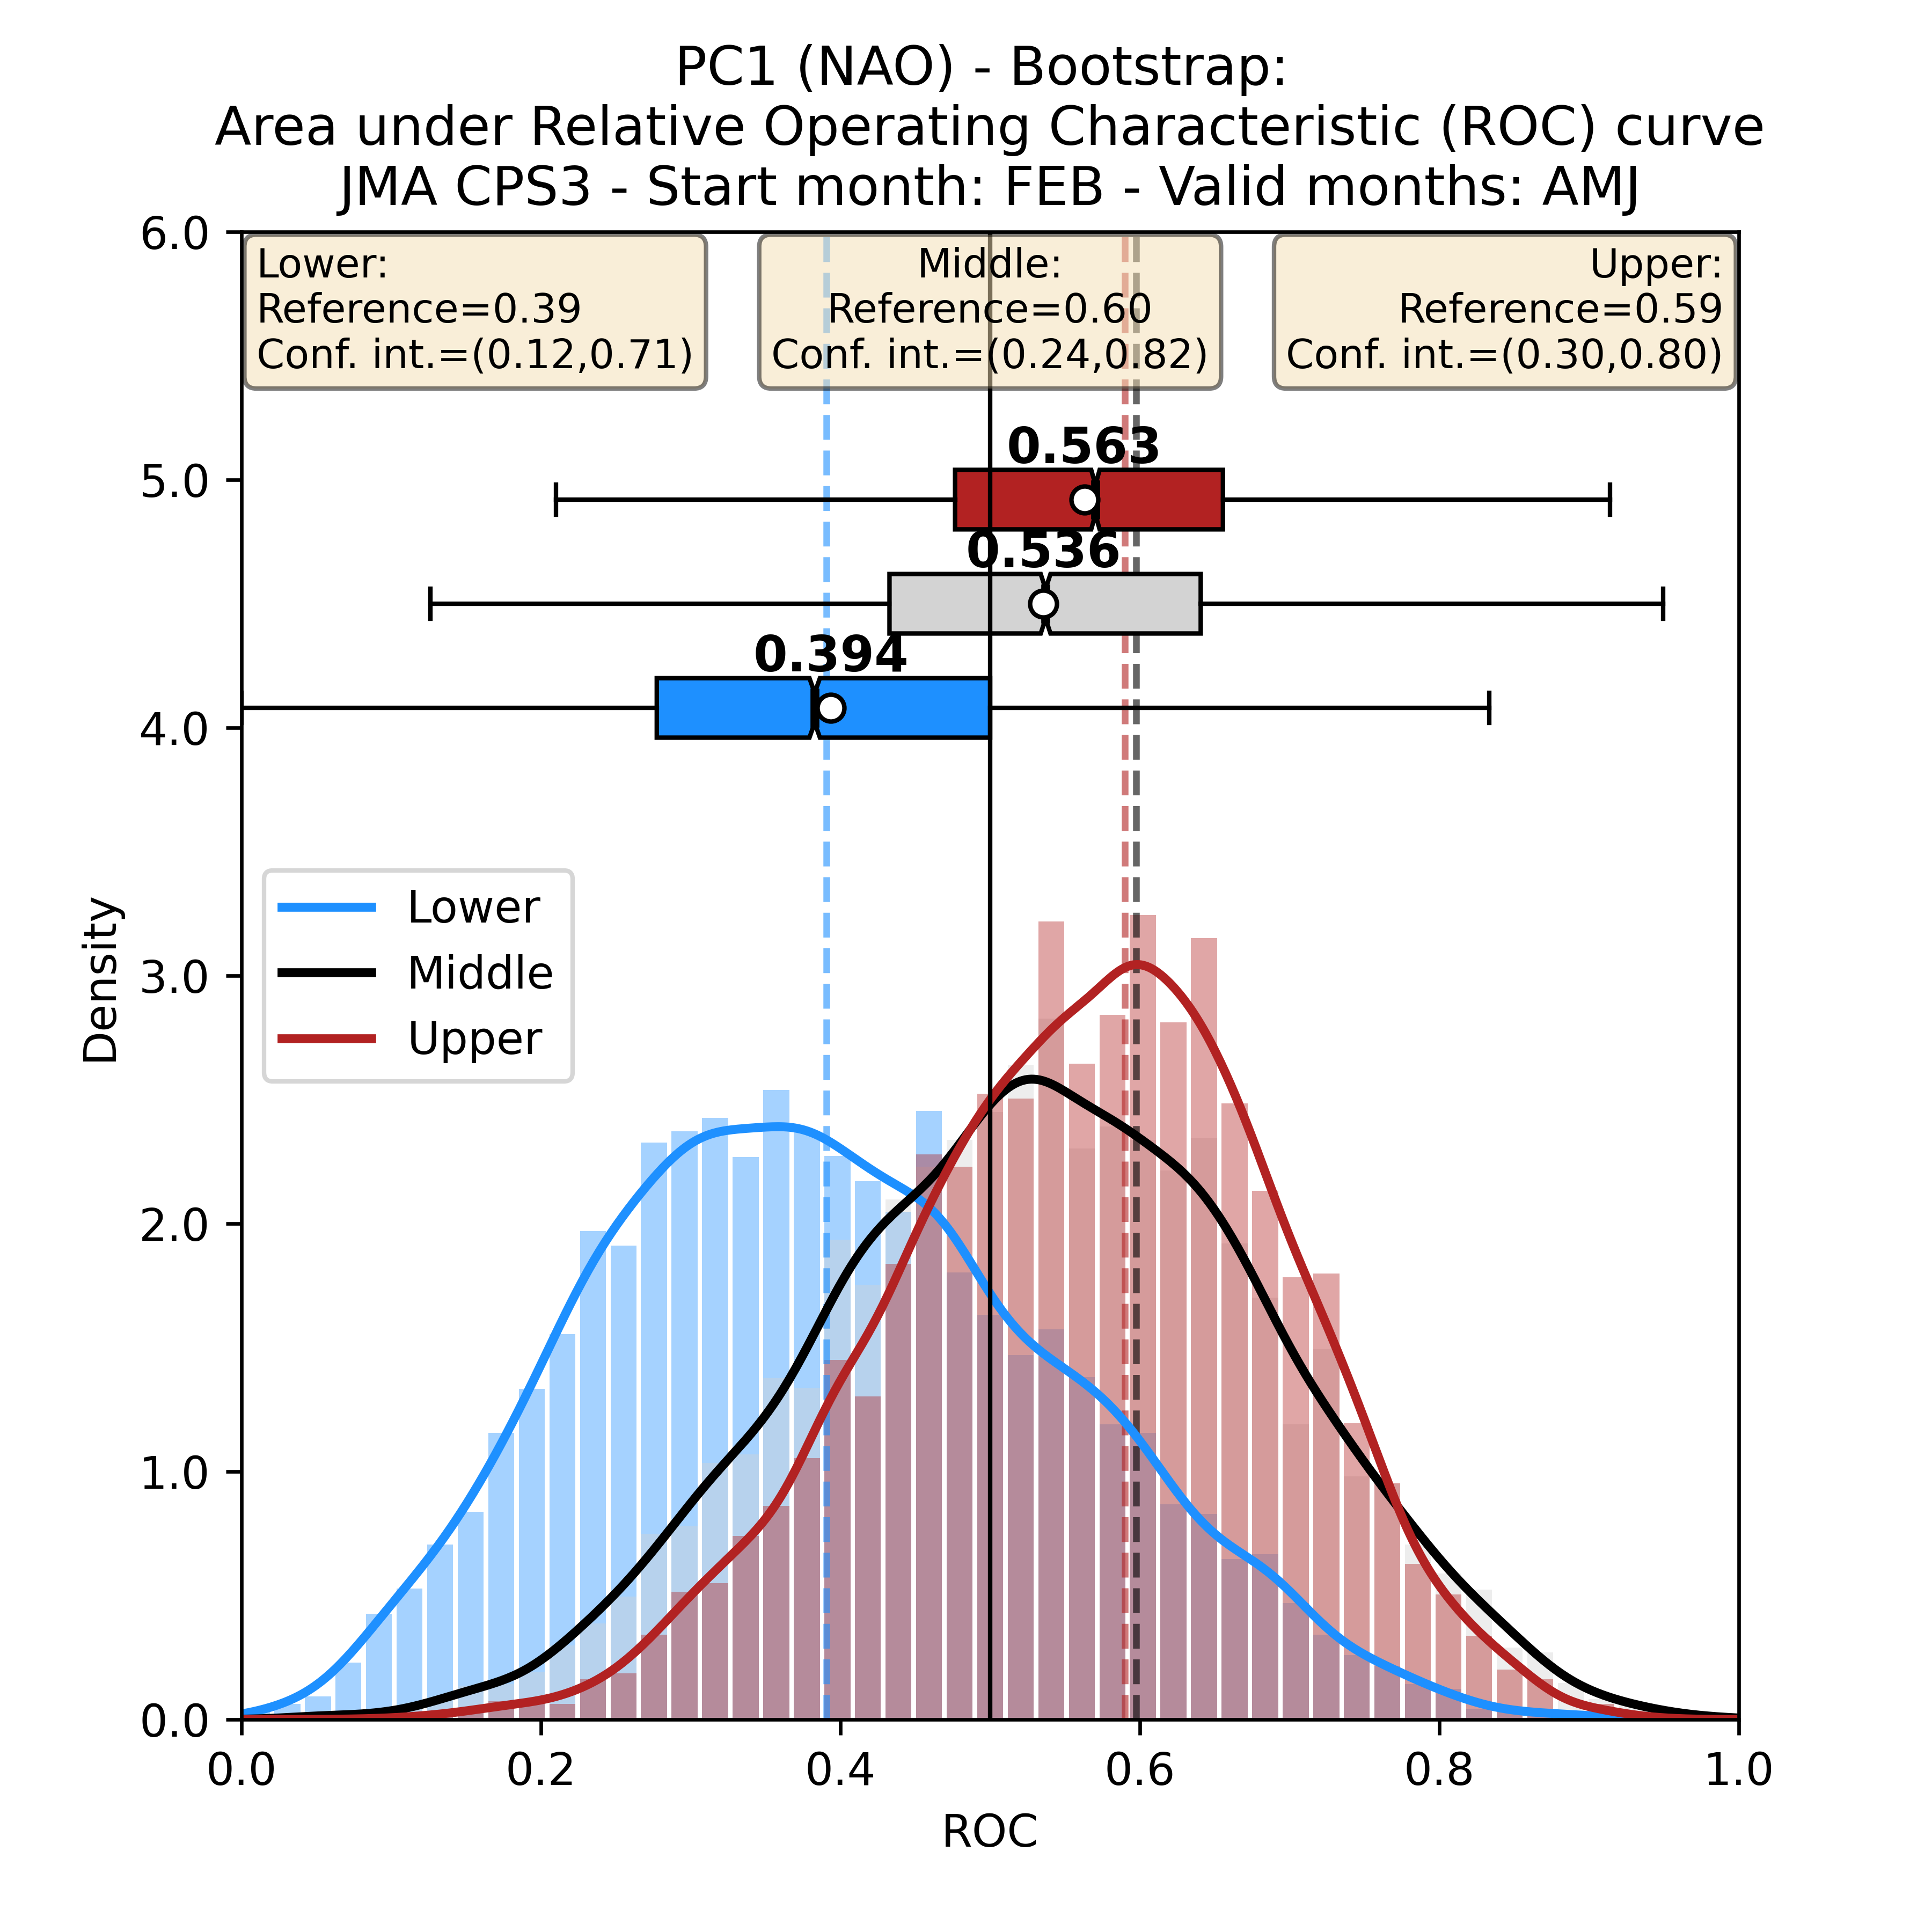 PC1 (NAO) - Bootstrap:
Area under Relative Operating Characteristic (ROC) curve
JMA CPS3 - Start month: FEB - Valid months: AMJ
Lower:
Reference=0.39
Conf. int.=(0.12,0.71)
Middle:
Reference=0.60
Conf. int.=(0.24,0.82)
Upper:
Reference=0.59
Conf. int.=(0.30,0.80)
0.563
0.536
0.394
Lower
Middle
Upper
Density
6.0
5.0
4.0
3.0
2.0
1.0
0.0
0.0 0.2 0.4 0.6 0.8 1.0
ROC